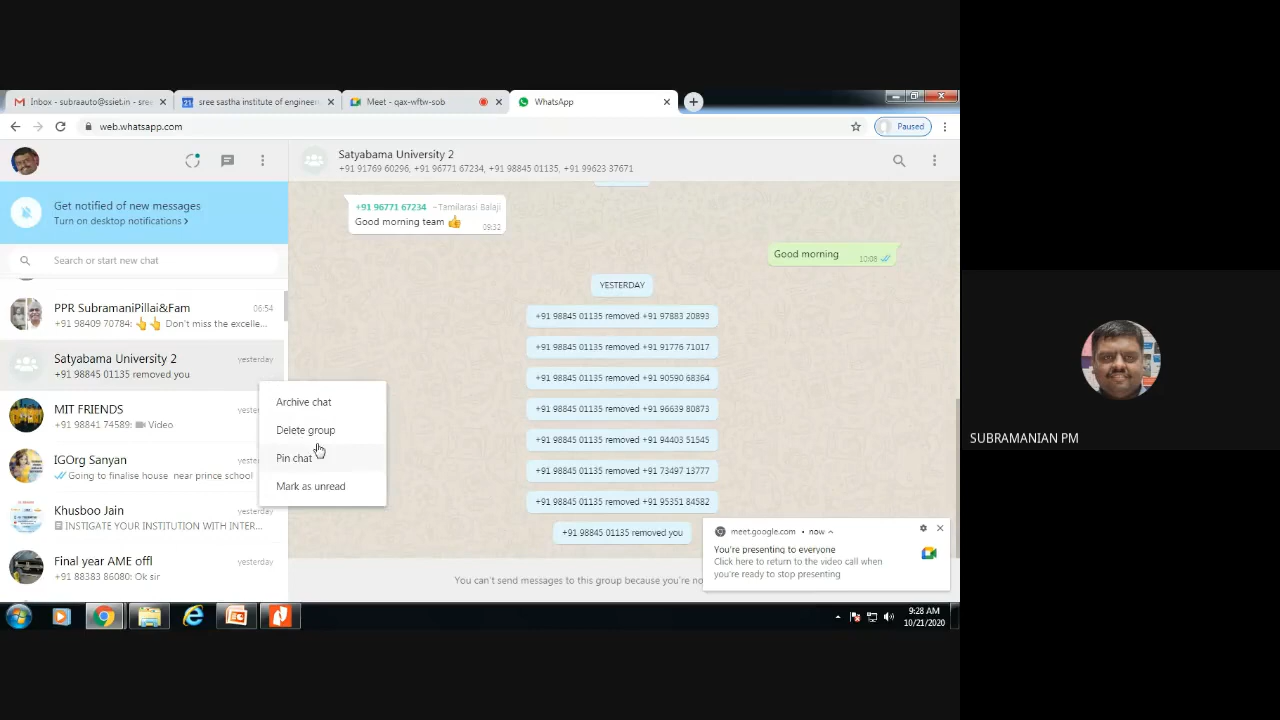 Inbox - subraauto@ssiet.in - sree
sree sastha institute of engineerin
Meet - qax-wftw-sob
WhatsApp
web.whatsapp.com
Paused
Satyabama University 2
+91 91769 60296, +91 96771 67234, +91 98845 01135, +91 99623 37671
Get notified of new messages
Turn on desktop notifications >
Search or start new chat
PPR SubramaniPillai&Fam 06:54
+91 98409 70784: 👆👆 Don't miss the excelle...
Satyabama University 2 yesterday
+91 98845 01135 removed you
MIT FRIENDS
+91 98841 74589: Video
IGOrg Sanyan
Going to finalise house near prince school
Khusboo Jain
INSTIGATE YOUR INSTITUTION WITH INTER...
Final year AME offl yesterday
+91 88383 86080: Ok sir
Archive chat
Delete group
Pin chat
Mark as unread
+91 96771 67234 ~Tamilarasi Balaji
Good morning team 👍 09:32
Good morning 10:08
YESTERDAY
+91 98845 01135 removed +91 97883 20893
+91 98845 01135 removed +91 91776 71017
+91 98845 01135 removed +91 90590 68364
+91 98845 01135 removed +91 96639 80873
+91 98845 01135 removed +91 94403 51545
+91 98845 01135 removed +91 73497 13777
+91 98845 01135 removed +91 95351 84582
+91 98845 01135 removed you
You can't send messages to this group because you're no
meet.google.com • now
You're presenting to everyone
Click here to return to the video call when
you're ready to stop presenting
9:28 AM
10/21/2020
SUBRAMANIAN PM